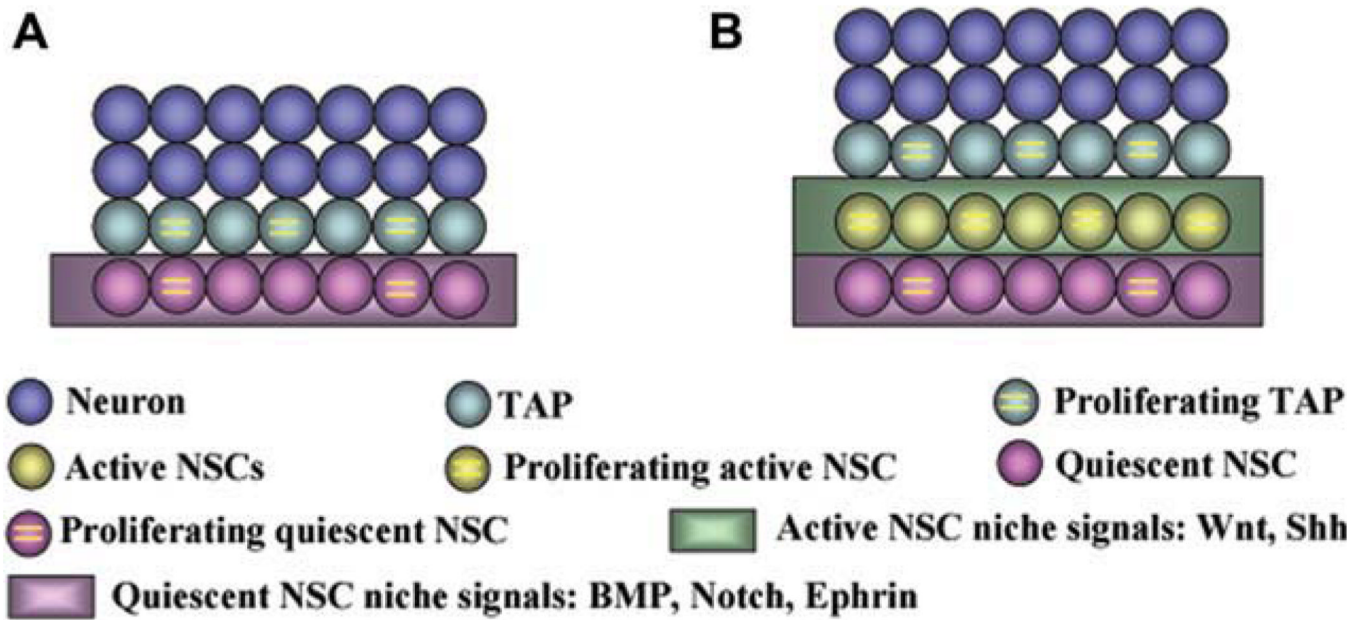 A B
Neuron TAP Proliferating TAP
Active NSCs Proliferating active NSC Quiescent NSC
Proliferating quiescent NSC Active NSC niche signals: Wnt, Shh
Quiescent NSC niche signals: BMP, Notch, Ephrin